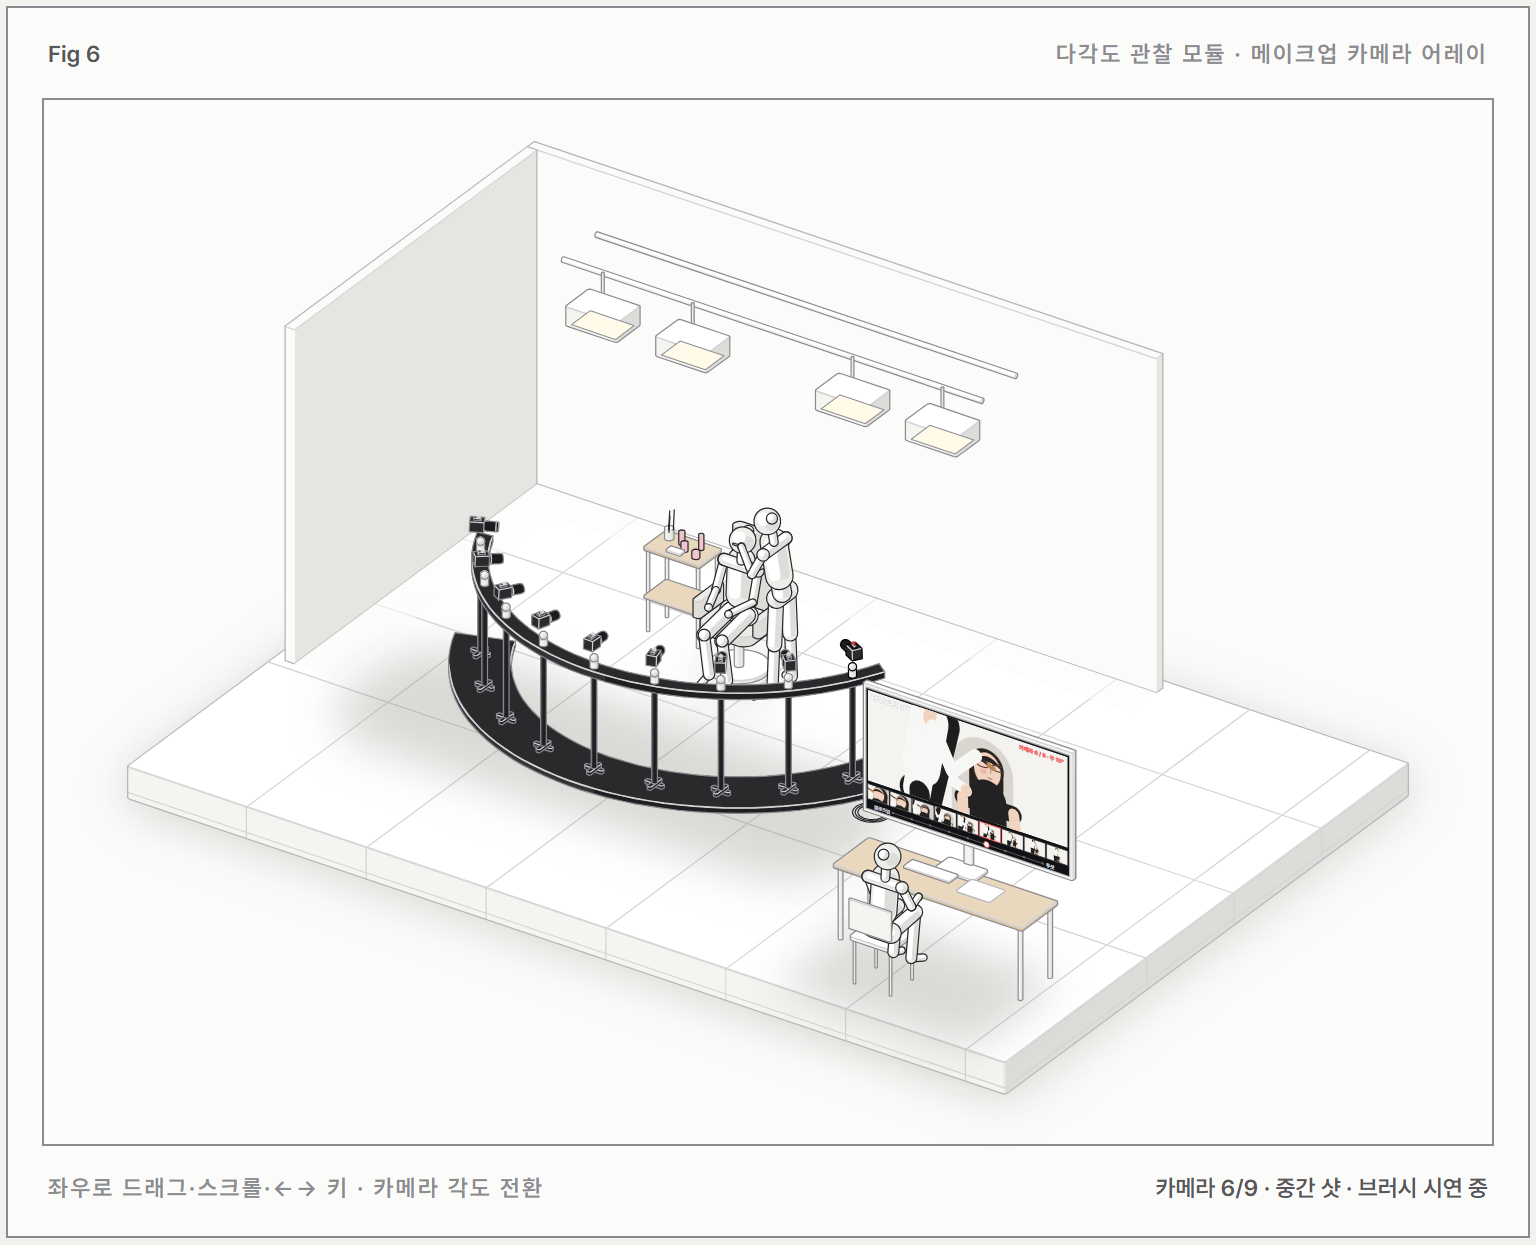 Fig 6
다각도 관찰 모듈 · 메이크업 카메라 어레이
좌우로 드래그·스크롤·←→ 키 · 카메라 각도 전환
카메라 6/9 · 중간 샷 · 브러시 시연 중